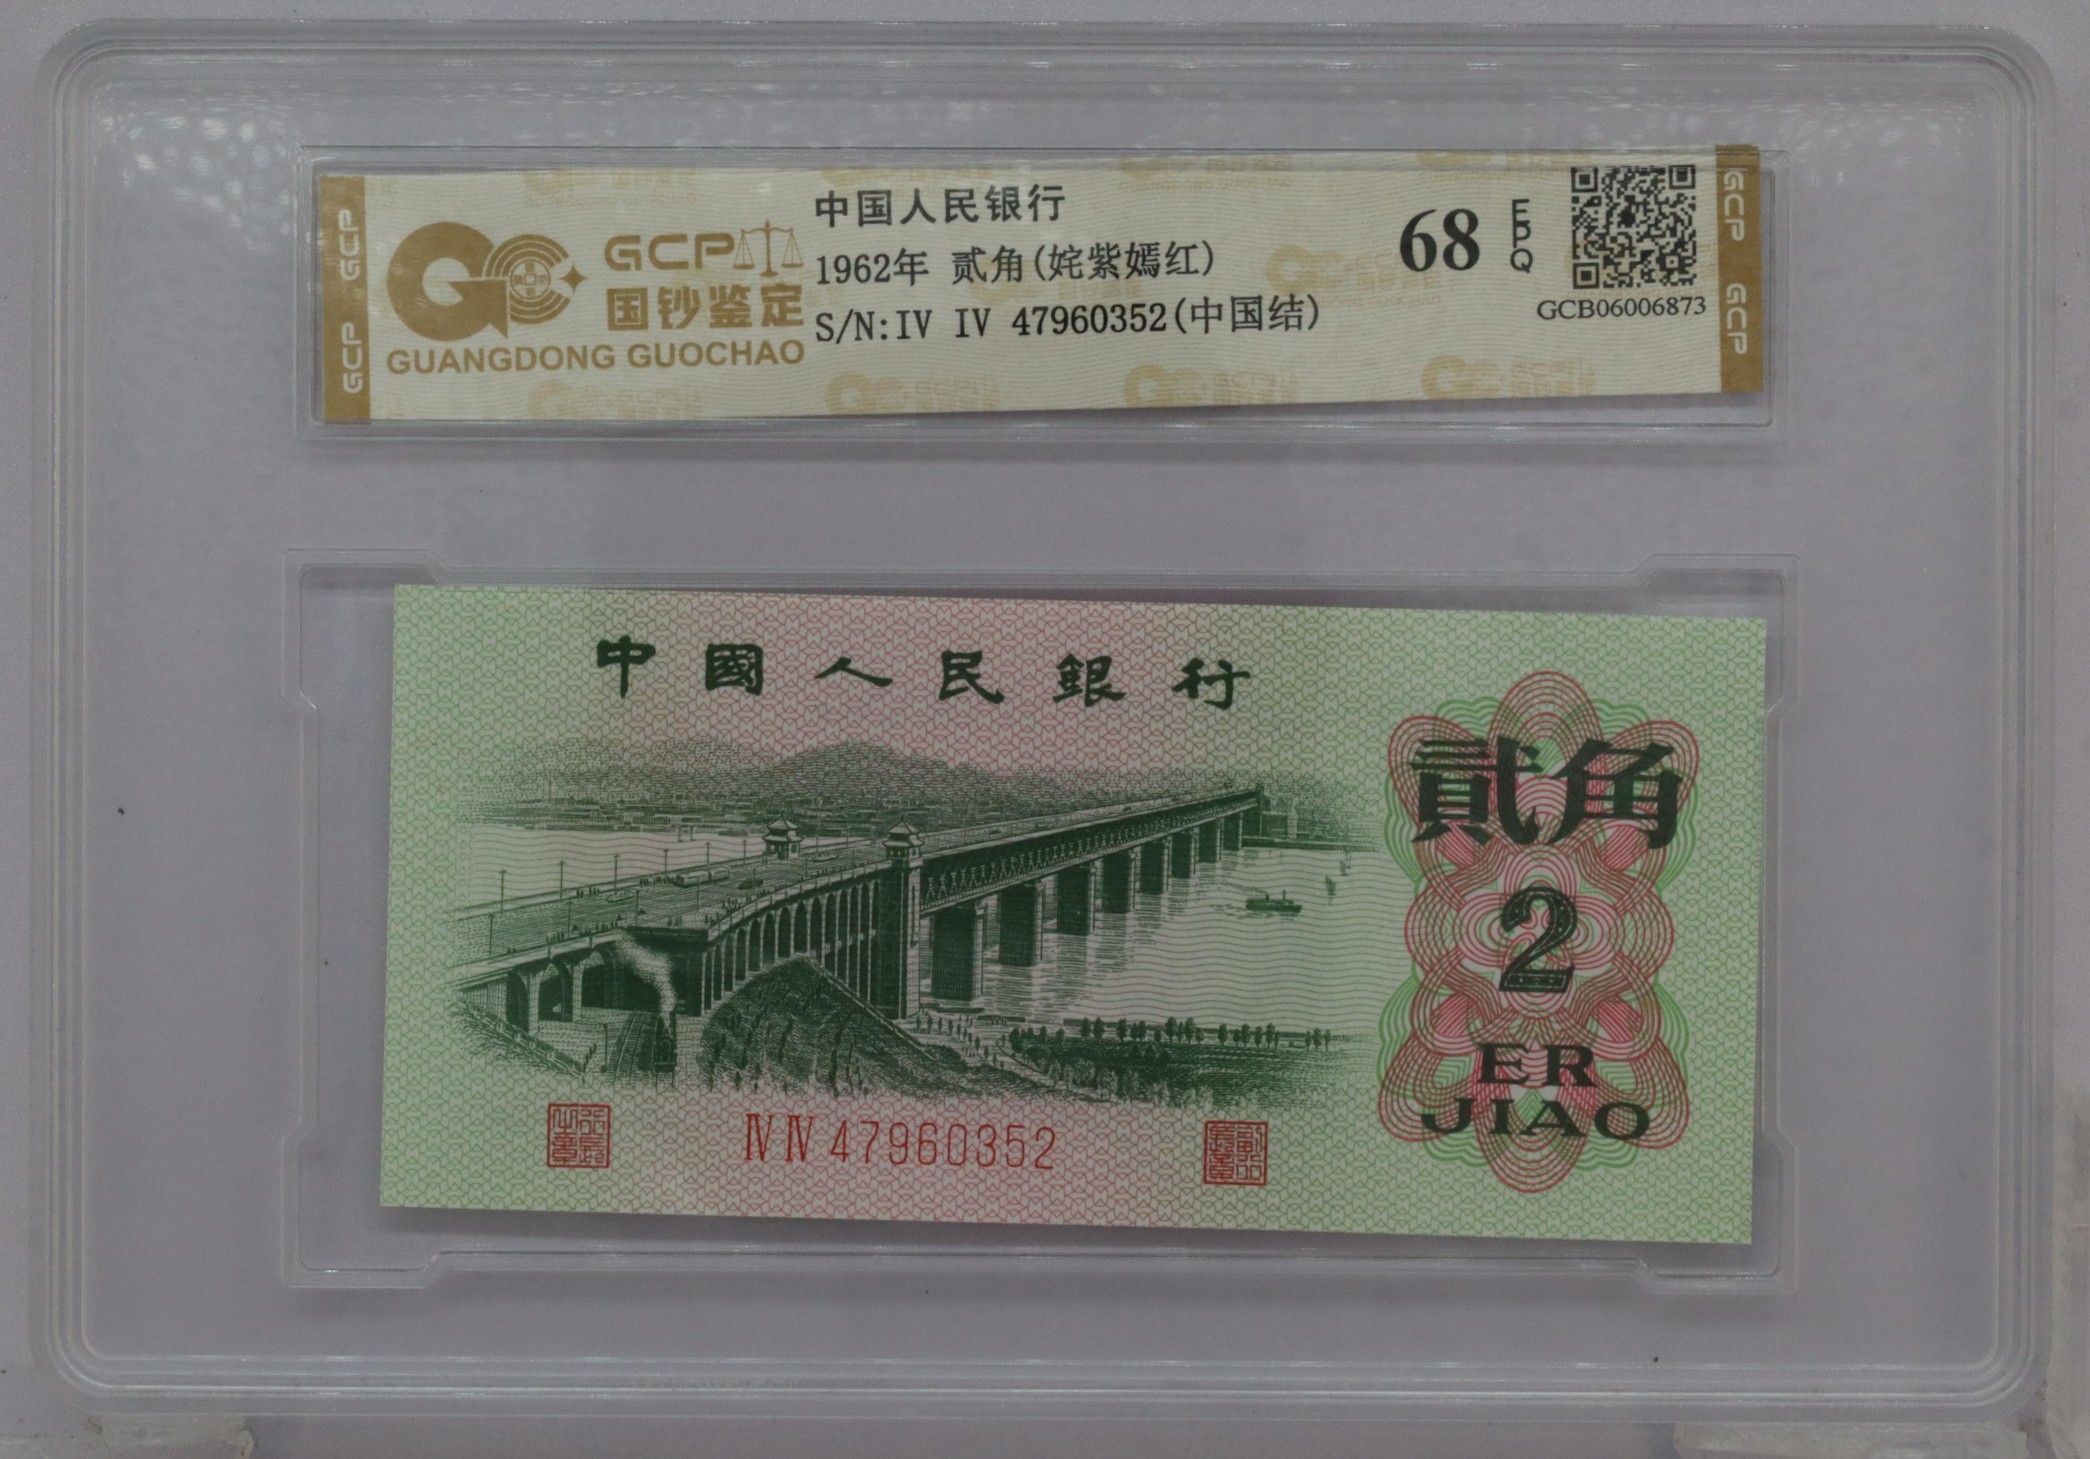 GCP GCP
GCP
国钞鉴定
GUANGDONG GUOCHAO
中国人民银行
1962年 贰角(姹紫嫣红)
S/N:IV IV 47960352(中国结)
68
EPQ
GCB06006873
GCP GCP
中國人民銀行
貳角
2
ER
JIAO
ⅣⅣ 47960352